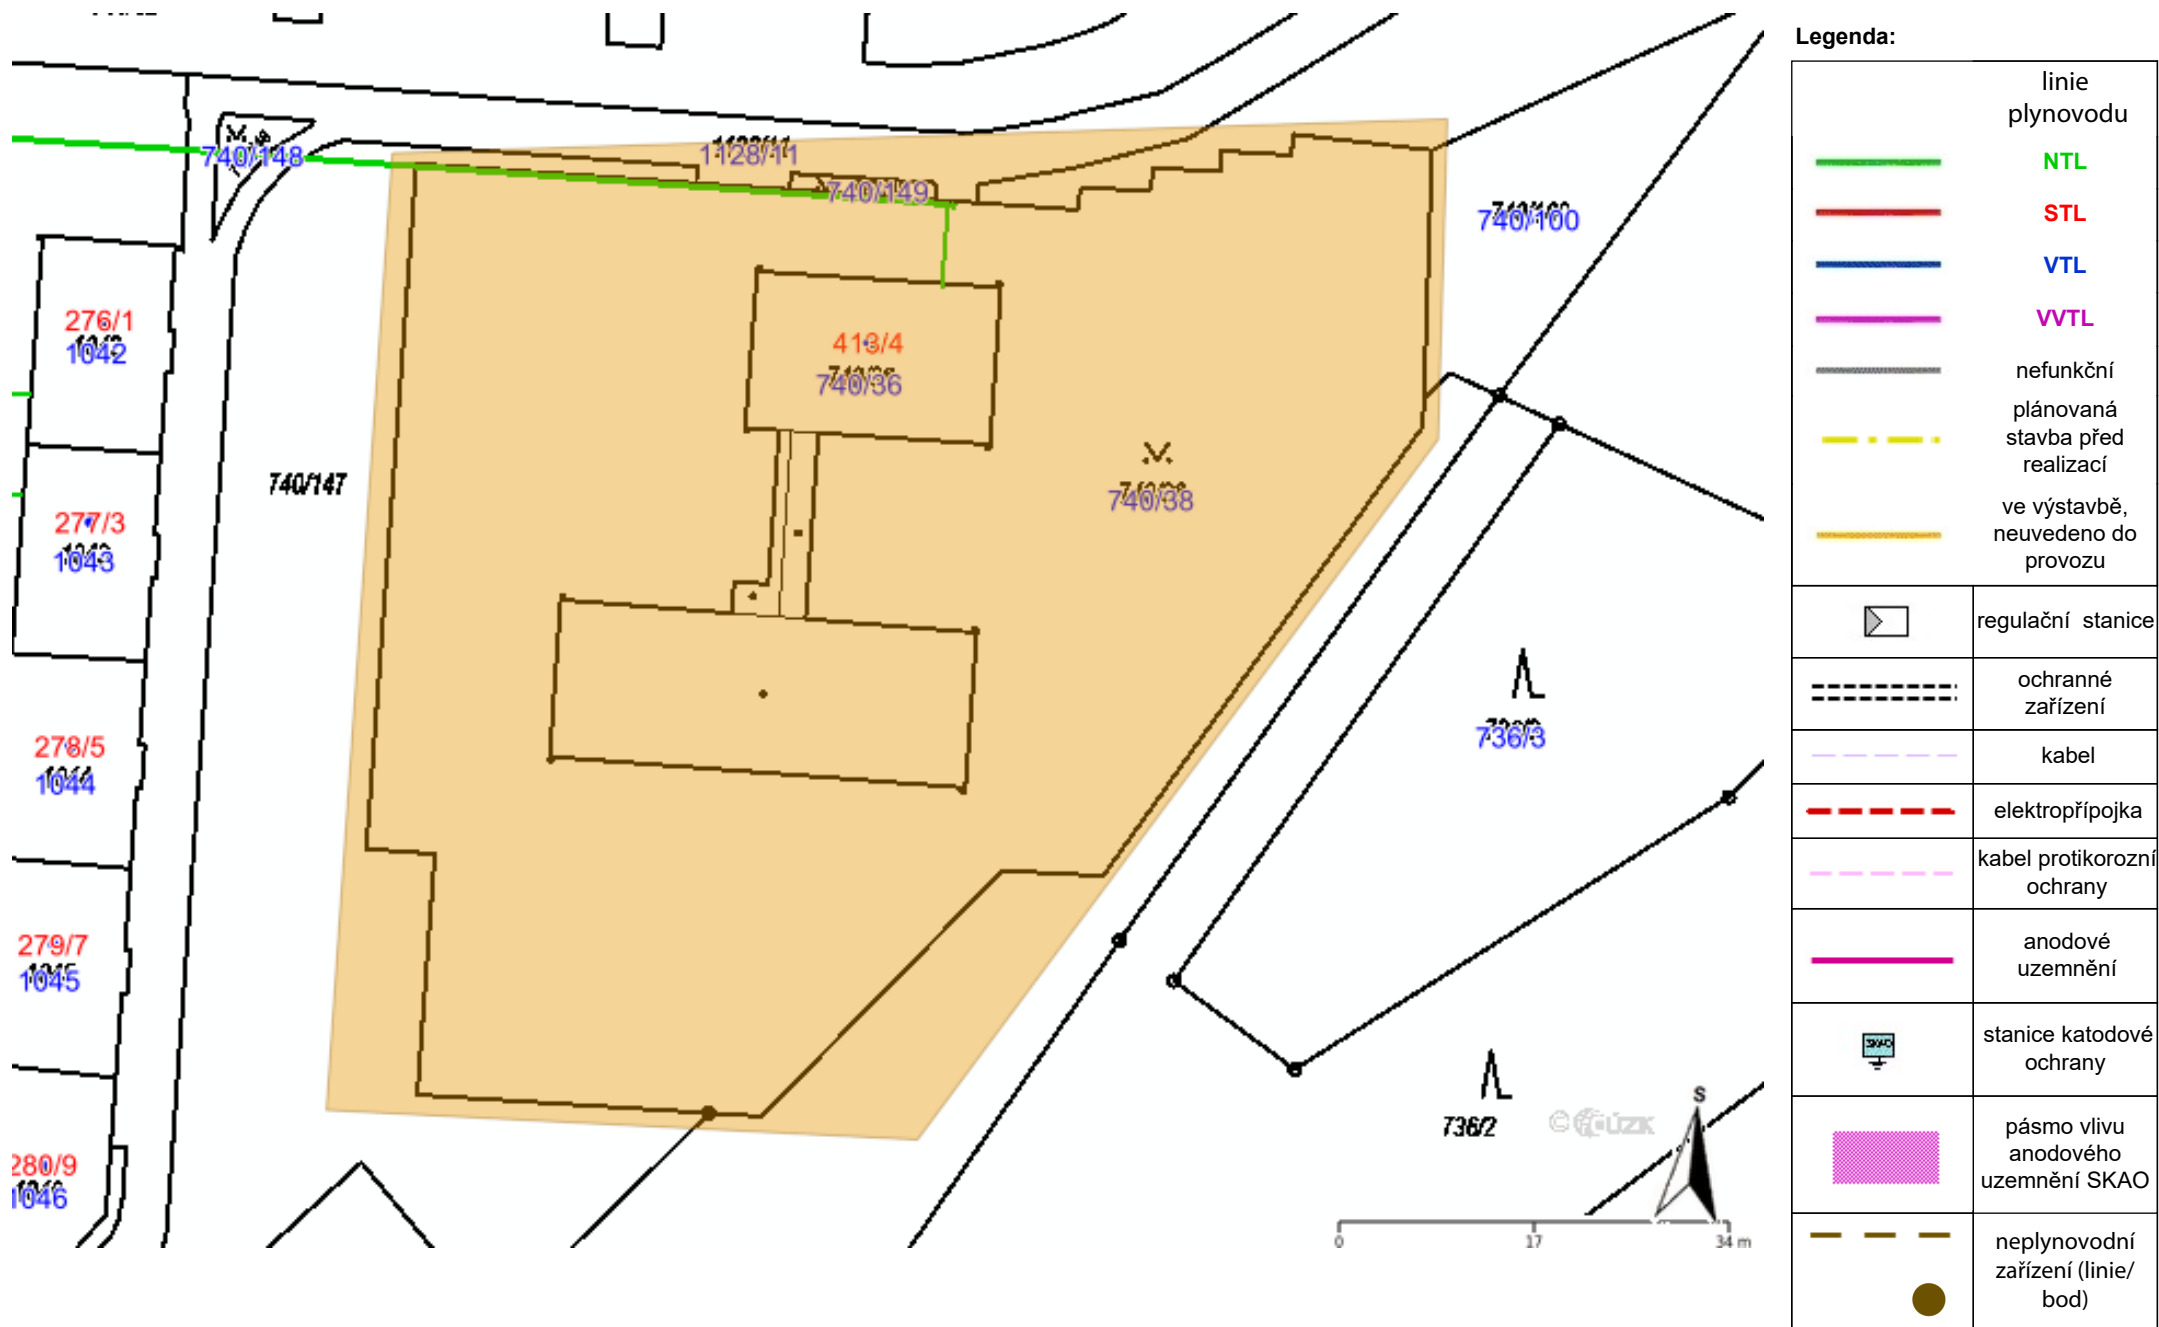 1128/11
740/148
740/149
740/100
276/1
1042
413/4
740/36
740/147
740/38
277/3
1043
736/3
278/5
1044
279/7
1045
736/2
280/9
1046
S
0
17
34 m
Legenda:
linie
plynovodu
NTL
STL
VTL
VVTL
nefunkční
plánovaná
stavba před
realizací
ve výstavbě,
neuvedeno do
provozu
regulační stanice
ochranné
zařízení
kabel
elektropřípojka
kabel protikorozní
ochrany
anodové
uzemnění
SKAO
stanice katodové
ochrany
pásmo vlivu
anodového
uzemnění SKAO
neplynovodní
zařízení (linie/
bod)